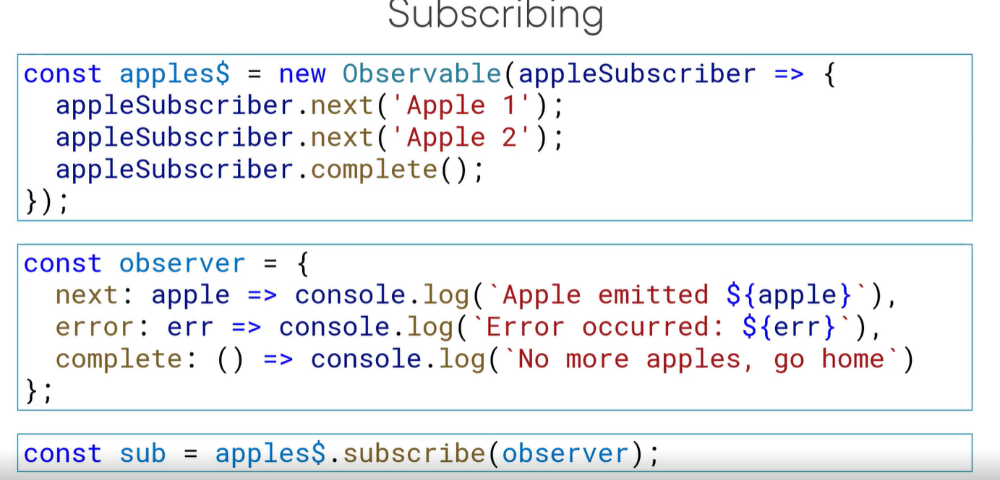 Subscribing
const apples$ = new Observable(appleSubscriber => {
  appleSubscriber.next('Apple 1');
  appleSubscriber.next('Apple 2');
  appleSubscriber.complete();
});
const observer = {
  next: apple => console.log(`Apple emitted ${apple}`),
  error: err => console.log(`Error occurred: ${err}`),
  complete: () => console.log(`No more apples, go home`)
};
const sub = apples$.subscribe(observer);